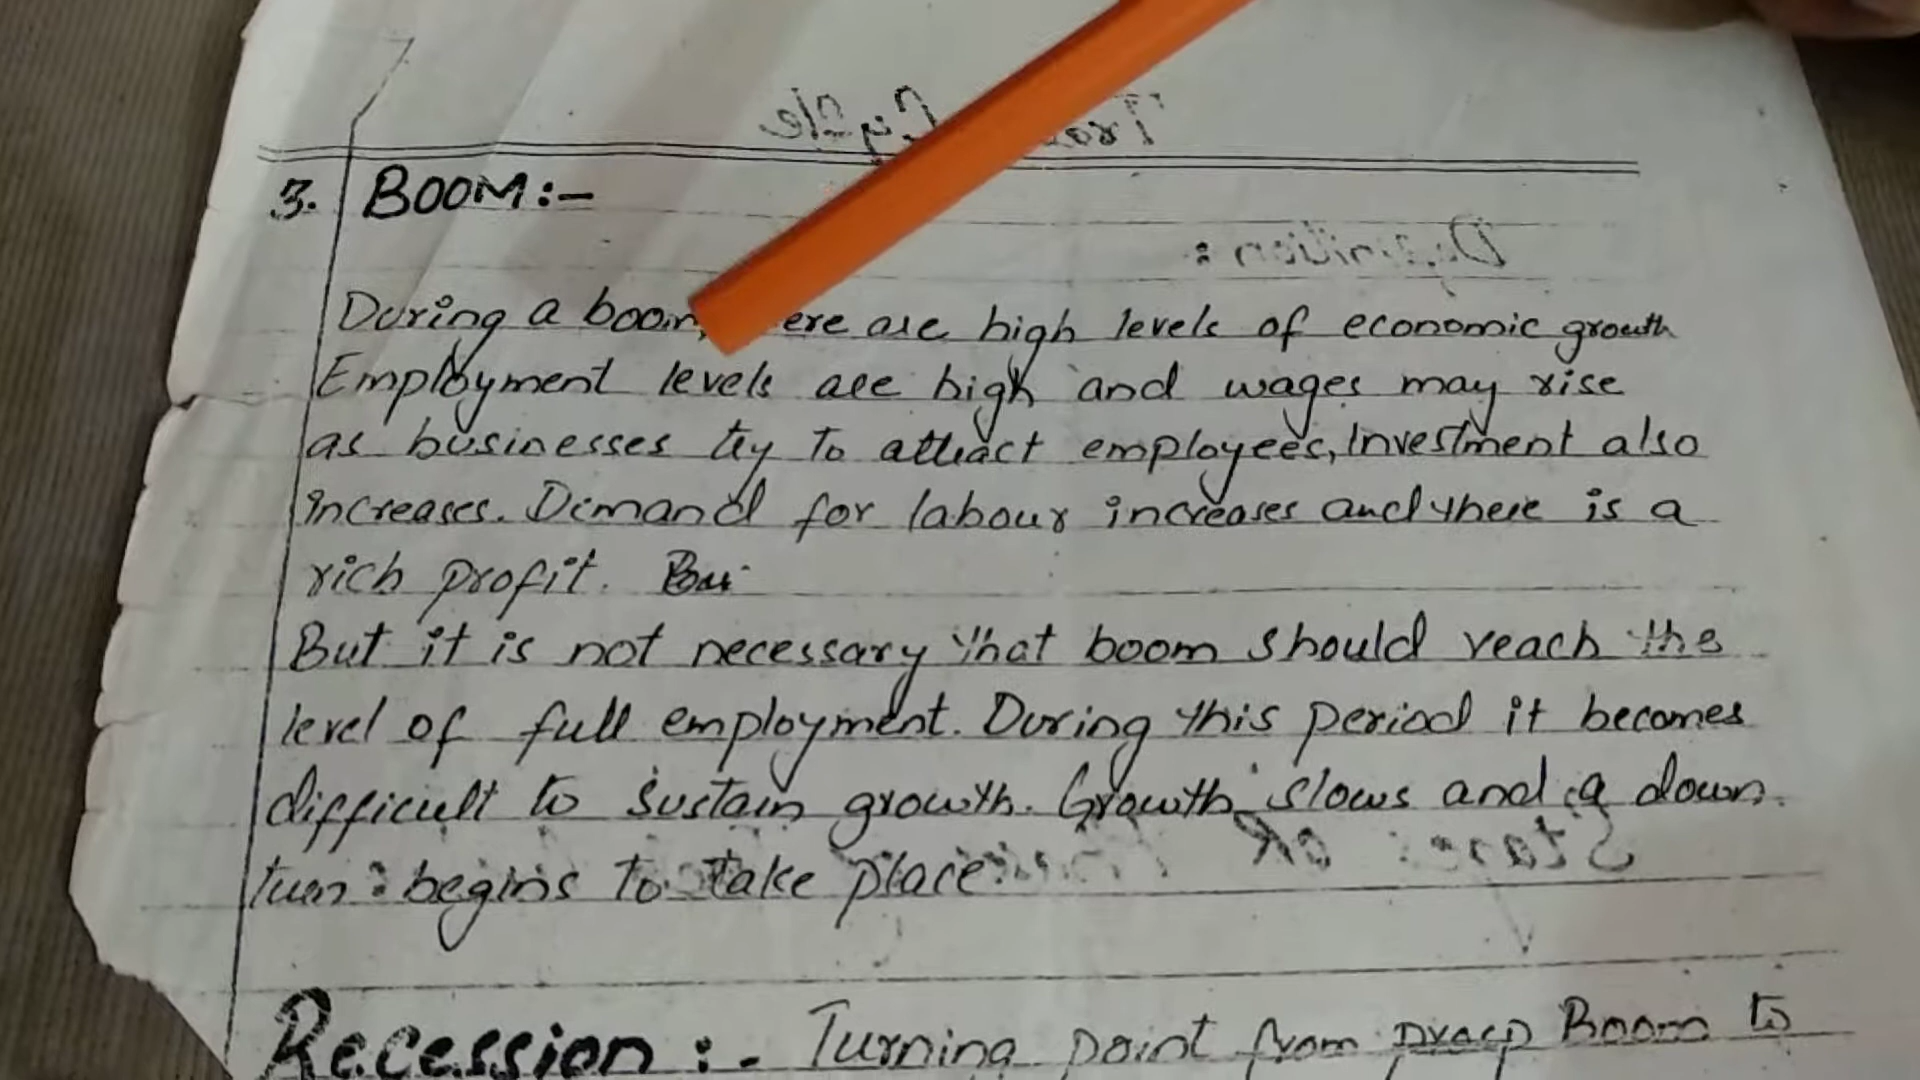 3. BOOM:-
During a boom, ere are high levels of economic growth
Employment levels are high and wages may rise
as businesses try to attract employees, Investment also
increases. Demand for labour increases and there is a
rich profit.
But it is not necessary that boom should reach the
level of full employment. During this period it becomes
difficult to sustain growth. Growth slows and a down
turn begins to take place.
Recession :- Turning point from Boom to